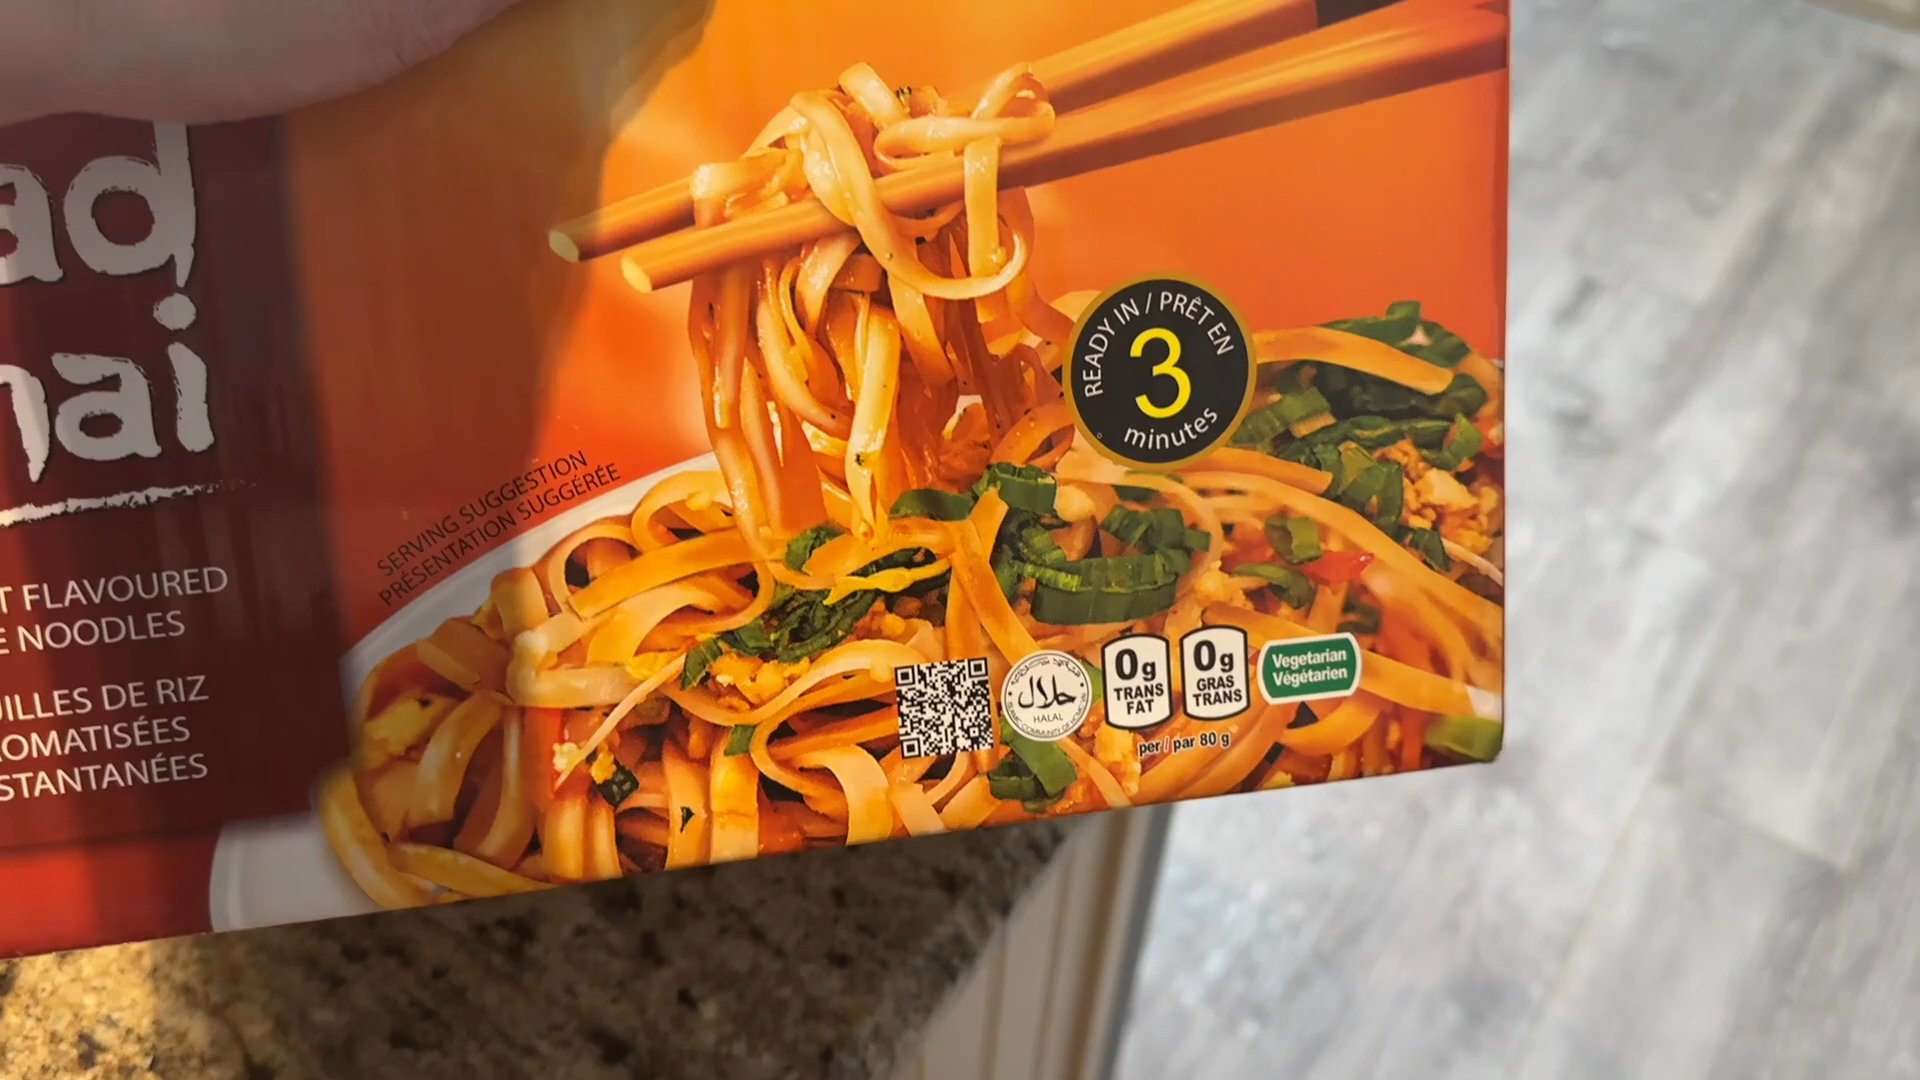 ad
hai
T FLAVOURED
E NOODLES
UILLES DE RIZ
OMATISÉES
STANTANÉES
SERVING SUGGESTION
PRÉSENTATION SUGGÉRÉE
READY IN / PRÊT EN
3
minutes
حلال
HALAL
0g
TRANS
FAT
0g
GRAS
TRANS
per / par 80 g
Vegetarian
Végétarien